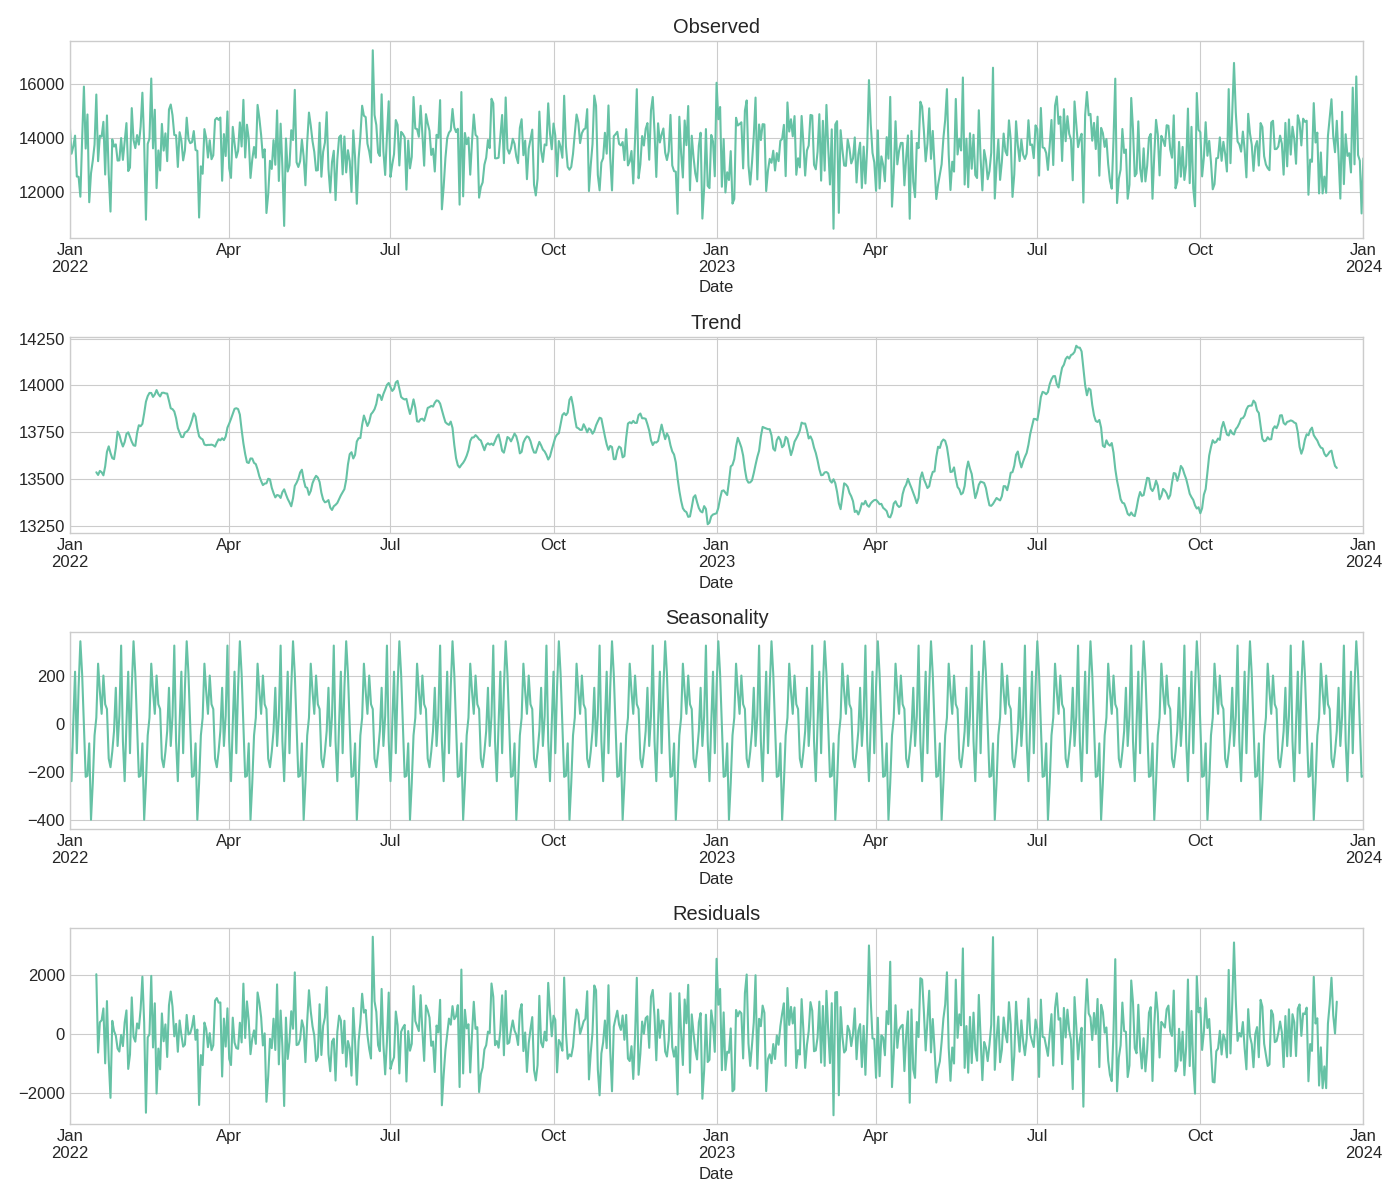 Observed
16000
14000
12000
Jan Apr Jul Oct Jan Apr Jul Oct Jan
2022 2023 2024
Date
Trend
14250
14000
13750
13500
13250
Jan Apr Jul Oct Jan Apr Jul Oct Jan
2022 2023 2024
Date
Seasonality
200
0
−200
−400
Jan Apr Jul Oct Jan Apr Jul Oct Jan
2022 2023 2024
Date
Residuals
2000
0
−2000
Jan Apr Jul Oct Jan Apr Jul Oct Jan
2022 2023 2024
Date